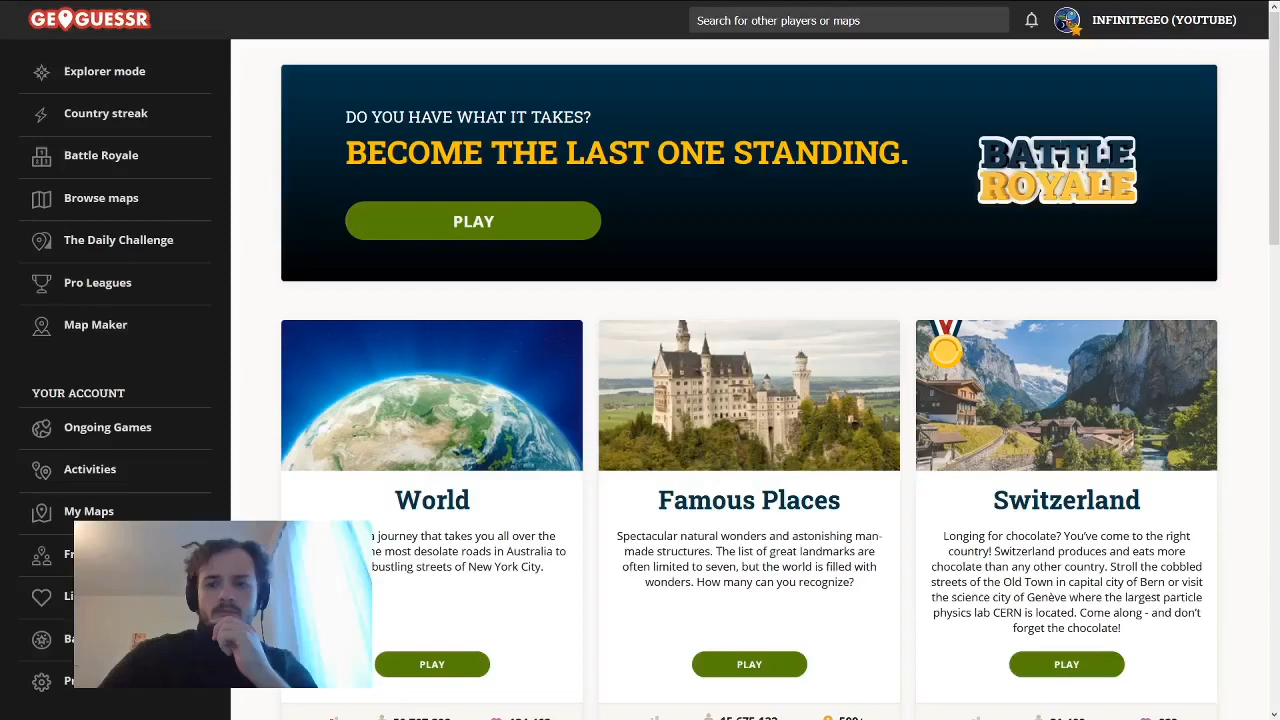 GEOGUESSR
Search for other players or maps
INFINITEGEO (YOUTUBE)
Explorer mode
Country streak
Battle Royale
Browse maps
The Daily Challenge
Pro Leagues
Map Maker
YOUR ACCOUNT
Ongoing Games
Activities
My Maps
DO YOU HAVE WHAT IT TAKES?
BECOME THE LAST ONE STANDING.
PLAY
BATTLE
ROYALE
World
journey that takes you all over the
most desolate roads in Australia to
bustling streets of New York City.
PLAY
Famous Places
Spectacular natural wonders and astonishing man-
made structures. The list of great landmarks are
often limited to seven, but the world is filled with
wonders. How many can you recognize?
PLAY
Switzerland
Longing for chocolate? You've come to the right
country! Switzerland produces and eats more
chocolate than any other country. Stroll the cobbled
streets of the Old Town in capital city of Bern or visit
the science city of Genève where the largest particle
physics lab CERN is located. Come along - and don't
forget the chocolate!
PLAY